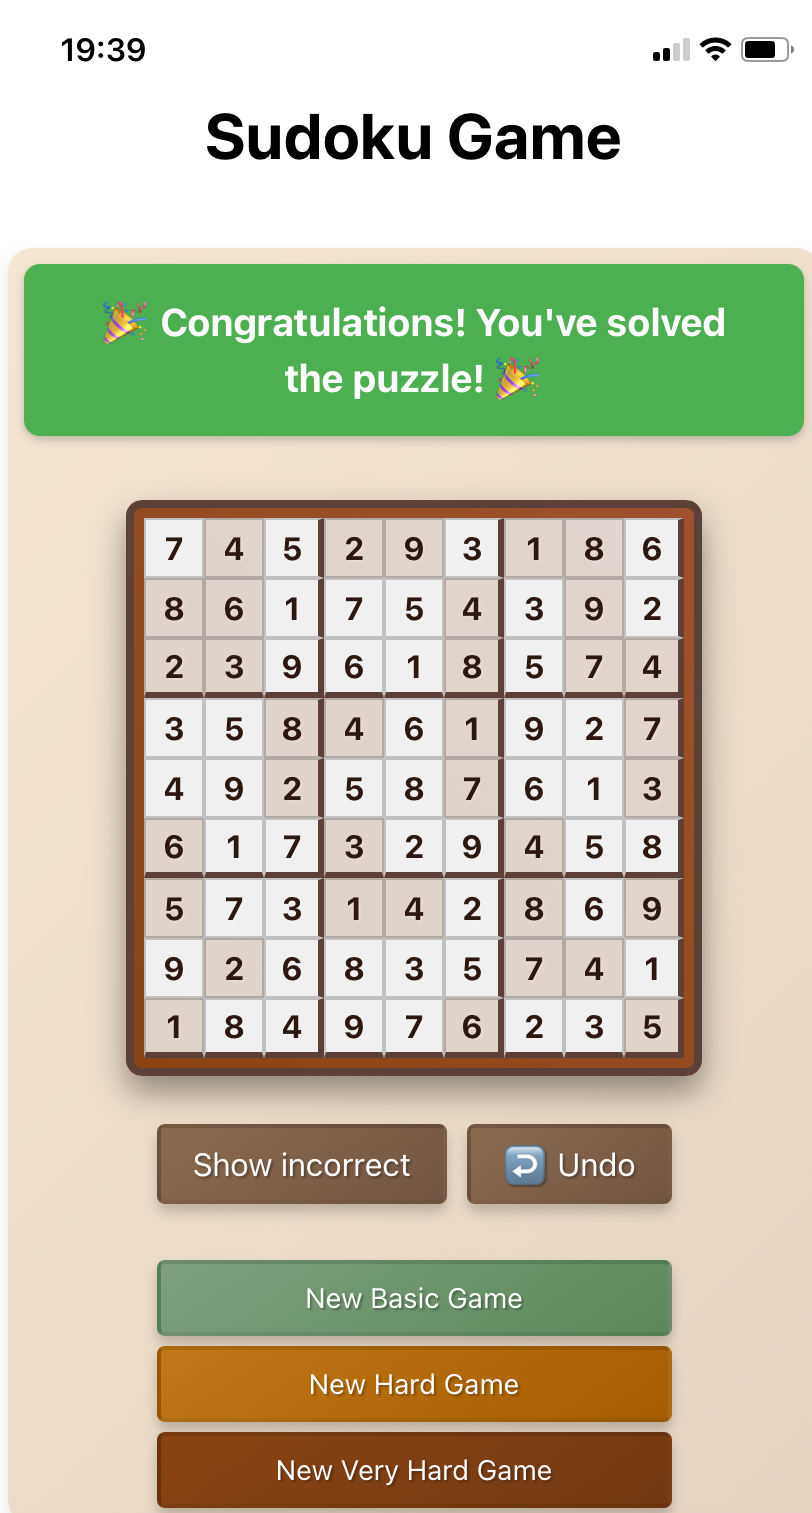 19:39
Sudoku Game
🎉 Congratulations! You've solved
the puzzle! 🎉
7 4 5 2 9 3 1 8 6
8 6 1 7 5 4 3 9 2
2 3 9 6 1 8 5 7 4
3 5 8 4 6 1 9 2 7
4 9 2 5 8 7 6 1 3
6 1 7 3 2 9 4 5 8
5 7 3 1 4 2 8 6 9
9 2 6 8 3 5 7 4 1
1 8 4 9 7 6 2 3 5
Show incorrect
↩️ Undo
New Basic Game
New Hard Game
New Very Hard Game